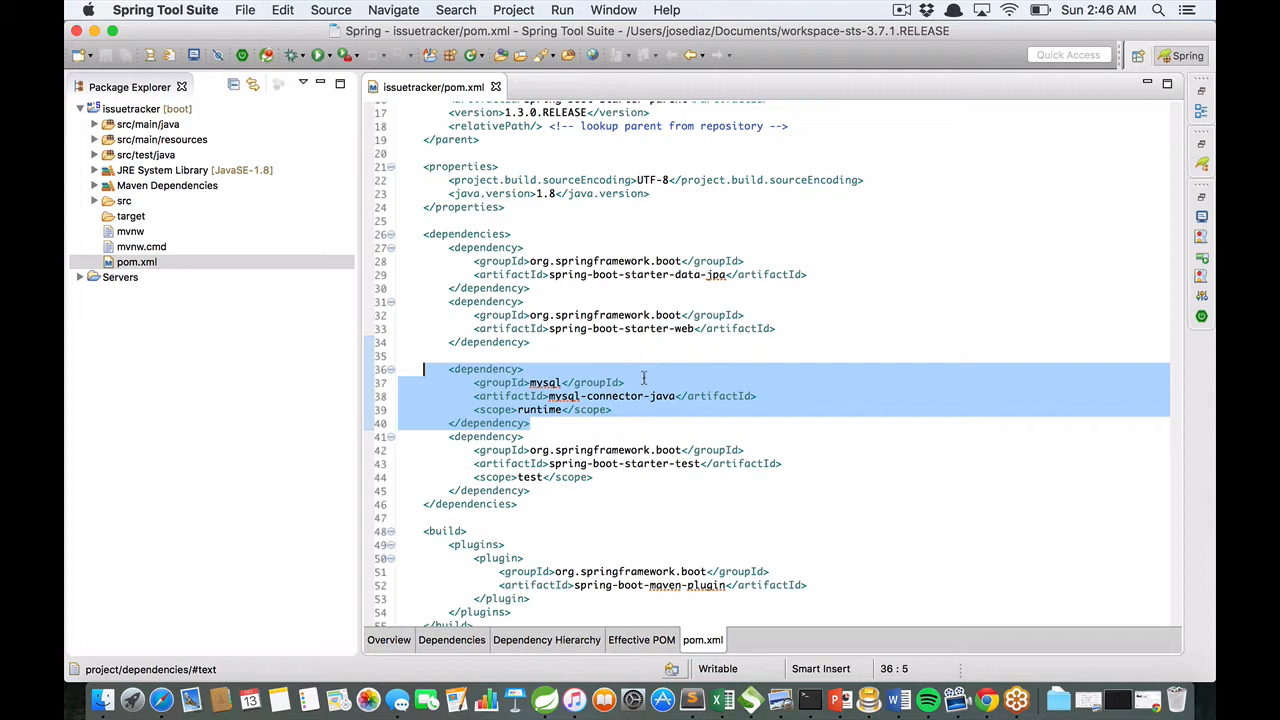 Spring Tool Suite File Edit Source Navigate Search Project Run Window Help Sun 2:46 AM
Spring - issuetracker/pom.xml - Spring Tool Suite - /Users/josediaz/Documents/workspace-sts-3.7.1.RELEASE
Quick Access Spring
Package Explorer
issuetracker [boot]
src/main/java
src/main/resources
src/test/java
JRE System Library [JavaSE-1.8]
Maven Dependencies
src
target
mvnw
mvnw.cmd
pom.xml
Servers
issuetracker/pom.xml
17 <version>1.3.0.RELEASE</version>
18 <relativePath/> <!-- lookup parent from repository -->
19 </parent>
20
21 <properties>
22 <project.build.sourceEncoding>UTF-8</project.build.sourceEncoding>
23 <java.version>1.8</java.version>
24 </properties>
25
26 <dependencies>
27 <dependency>
28 <groupId>org.springframework.boot</groupId>
29 <artifactId>spring-boot-starter-data-jpa</artifactId>
30 </dependency>
31 <dependency>
32 <groupId>org.springframework.boot</groupId>
33 <artifactId>spring-boot-starter-web</artifactId>
34 </dependency>
35
36 <dependency>
37 <groupId>mysql</groupId>
38 <artifactId>mysql-connector-java</artifactId>
39 <scope>runtime</scope>
40 </dependency>
41 <dependency>
42 <groupId>org.springframework.boot</groupId>
43 <artifactId>spring-boot-starter-test</artifactId>
44 <scope>test</scope>
45 </dependency>
46 </dependencies>
47
48 <build>
49 <plugins>
50 <plugin>
51 <groupId>org.springframework.boot</groupId>
52 <artifactId>spring-boot-maven-plugin</artifactId>
53 </plugin>
54 </plugins>
55 </build>
Overview Dependencies Dependency Hierarchy Effective POM pom.xml
project/dependencies/#text Writable Smart Insert 36 : 5
13